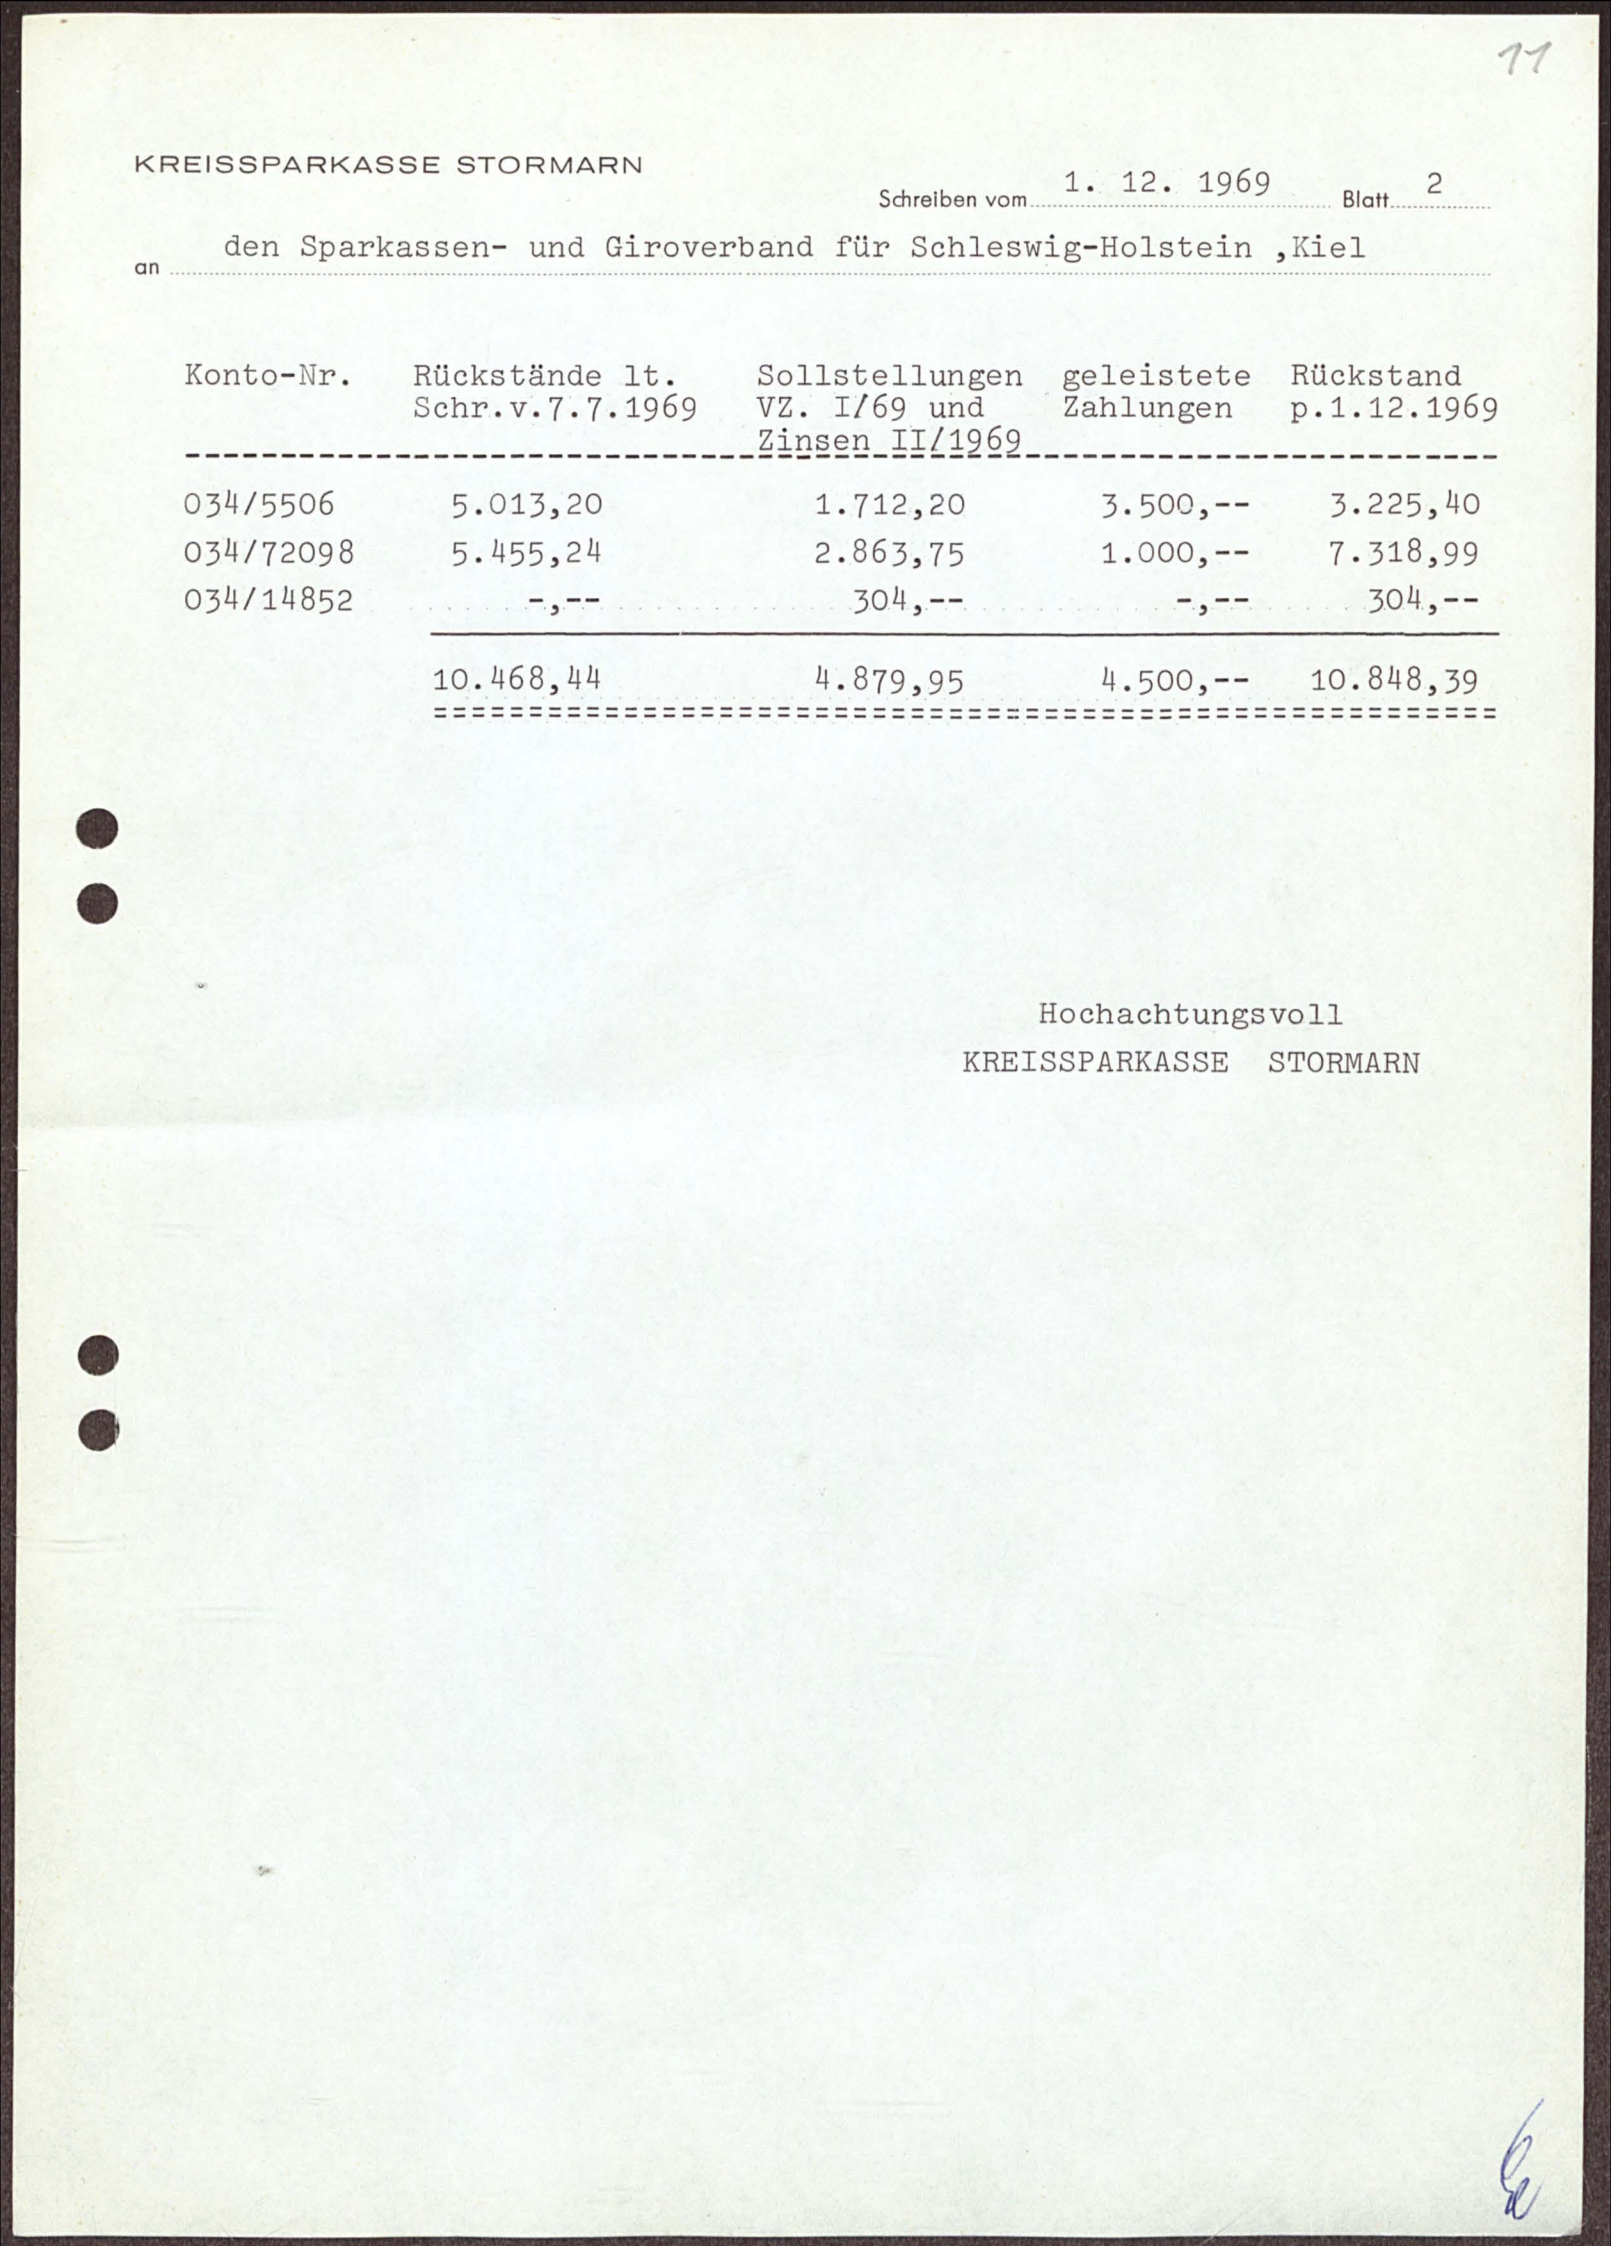 11
KREISSPARKASSE STORMARN
Schreiben vom 1. 12. 1969 Blatt 2
an den Sparkassen- und Giroverband für Schleswig-Holstein ,Kiel
Konto-Nr. Rückstände lt. Sollstellungen geleistete Rückstand
Schr.v.7.7.1969 VZ. I/69 und Zahlungen p.1.12.1969
Zinsen II/1969
034/5506 5.013,20 1.712,20 3.500,-- 3.225,40
034/72098 5.455,24 2.863,75 1.000,-- 7.318,99
034/14852 -,-- 304,-- -,-- 304,--
10.468,44 4.879,95 4.500,-- 10.848,39
Hochachtungsvoll
KREISSPARKASSE STORMARN